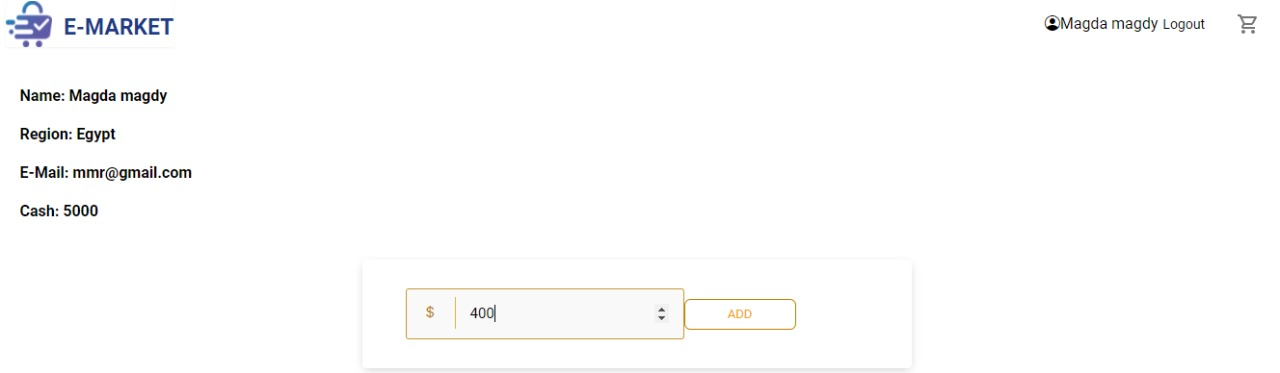 E-MARKET
Magda magdy Logout
Name: Magda magdy
Region: Egypt
E-Mail: mmr@gmail.com
Cash: 5000
$ 400 ADD